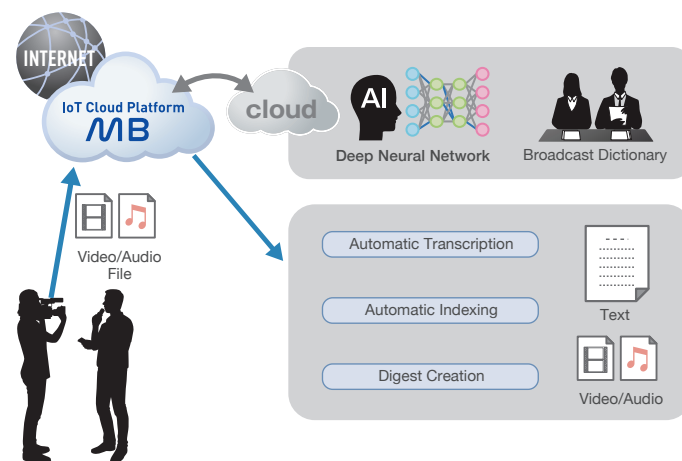 INTERNET
IoT Cloud Platform
MB
cloud
AI
Deep Neural Network
Broadcast Dictionary
Video/Audio
File
Automatic Transcription
Automatic Indexing
Digest Creation
Text
Video/Audio